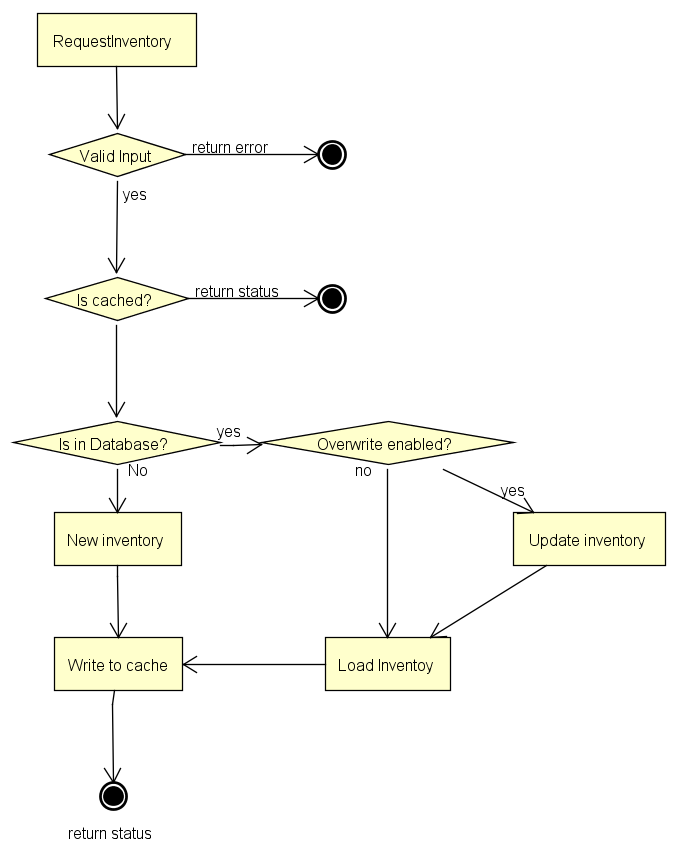 RequestInventory
Valid Input
return error
yes
Is cached?
return status
Is in Database?
yes
Overwrite enabled?
No
no
yes
New inventory
Update inventory
Write to cache
Load Inventoy
return status